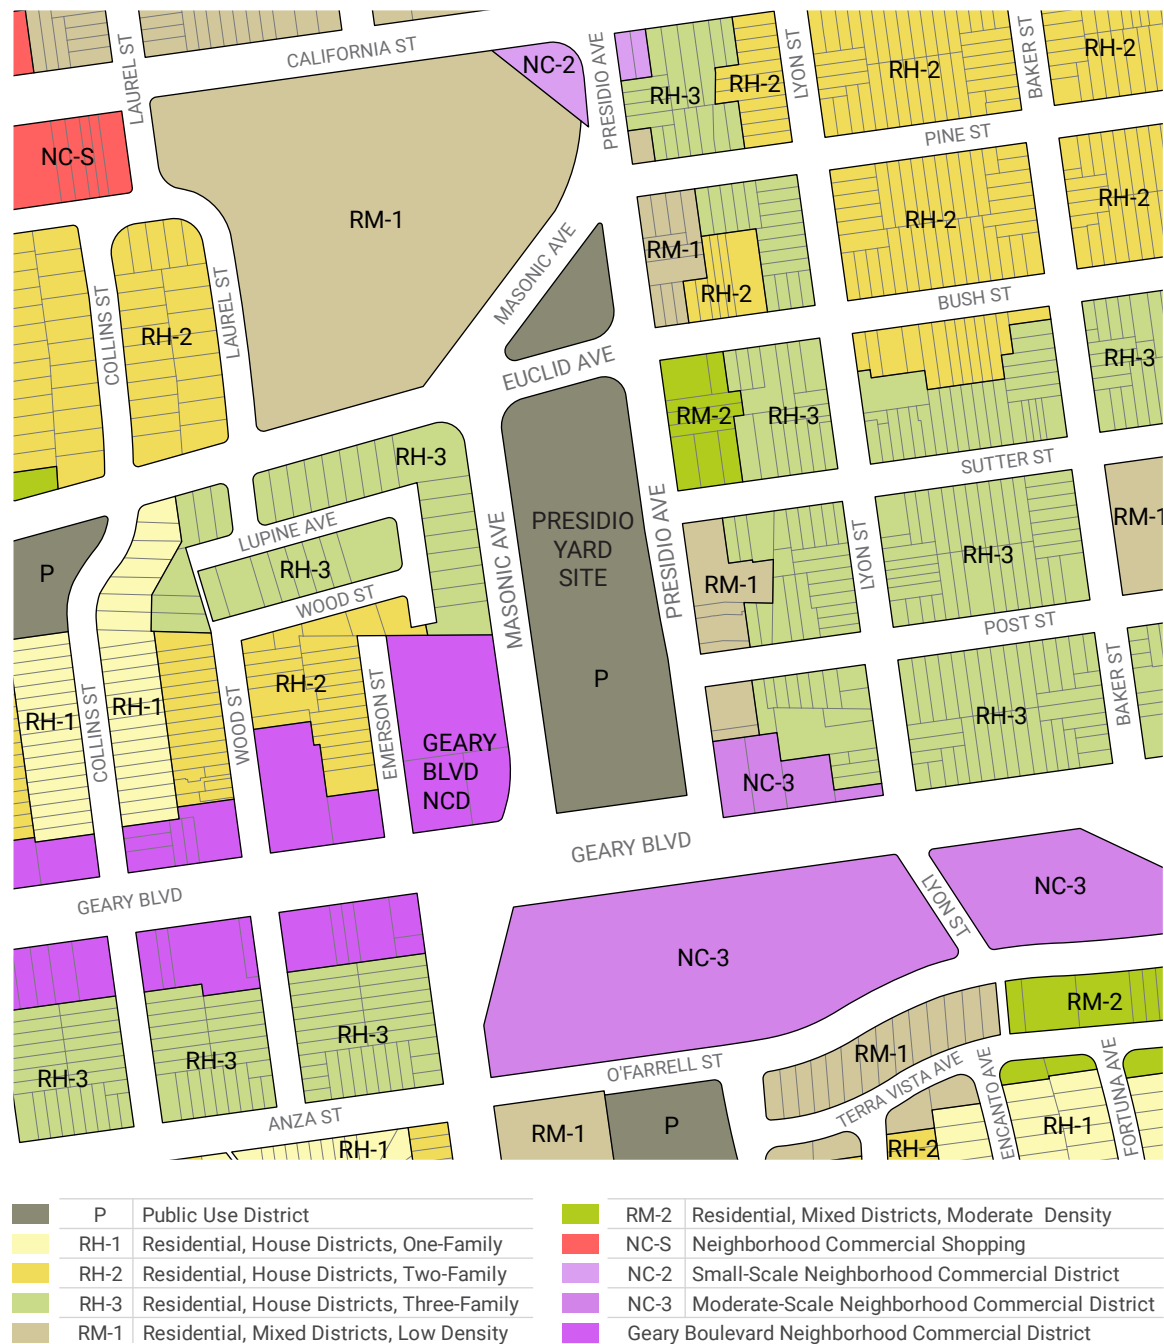 CALIFORNIA ST
LAUREL ST
NC-2
PRESIDIO AVE
RH-3
RH-2
LYON ST
RH-2
BAKER ST
RH-2
PINE ST
NC-S
RM-1
RH-2
RH-2
RM-1
RH-2
MASONIC AVE
BUSH ST
COLLINS ST
RH-2
LAUREL ST
EUCLID AVE
RH-3
RM-2
RH-3
RH-3
SUTTER ST
PRESIDIO
YARD
SITE
P
MASONIC AVE
PRESIDIO AVE
LUPINE AVE
RH-3
WOOD ST
P
RM-1
LYON ST
RH-3
RM-1
POST ST
RH-1
COLLINS ST
RH-1
WOOD ST
RH-2
EMERSON ST
GEARY
BLVD
NCD
NC-3
RH-3
BAKER ST
GEARY BLVD
GEARY BLVD
NC-3
LYON ST
NC-3
RH-3
RH-3
RH-3
RM-2
RM-1
O'FARRELL ST
TERRA VISTA AVE
ENCANTO AVE
FORTUNA AVE
ANZA ST
RH-1
RM-1
P
RH-2
RH-1
P Public Use District
RH-1 Residential, House Districts, One-Family
RH-2 Residential, House Districts, Two-Family
RH-3 Residential, House Districts, Three-Family
RM-1 Residential, Mixed Districts, Low Density
RM-2 Residential, Mixed Districts, Moderate Density
NC-S Neighborhood Commercial Shopping
NC-2 Small-Scale Neighborhood Commercial District
NC-3 Moderate-Scale Neighborhood Commercial District
Geary Boulevard Neighborhood Commercial District